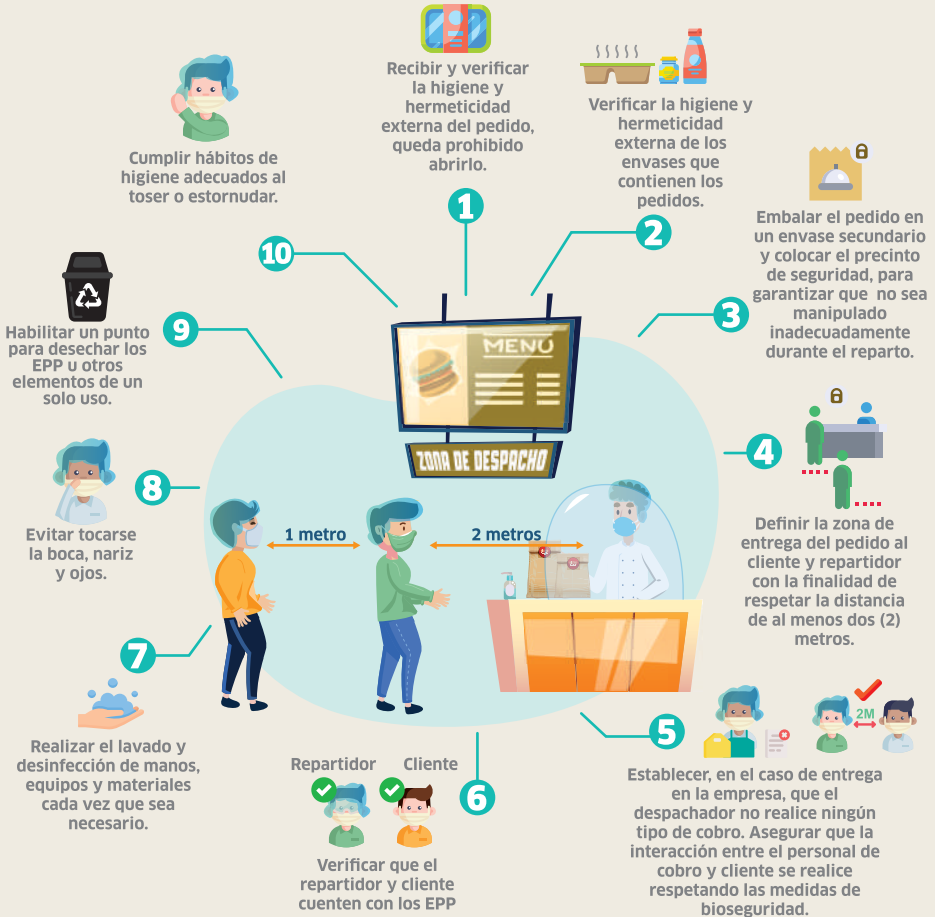 1
Recibir y verificar
la higiene y
hermeticidad
externa del pedido,
queda prohibido
abrirlo.
2
Verificar la higiene y
hermeticidad
externa de los
envases que
contienen los
pedidos.
3
Embalar el pedido en
un envase secundario
y colocar el precinto
de seguridad, para
garantizar que no sea
manipulado
inadecuadamente
durante el reparto.
4
Definir la zona de
entrega del pedido al
cliente y repartidor
con la finalidad de
respetar la distancia
de al menos dos (2)
metros.
5
2M
Establecer, en el caso de entrega
en la empresa, que el
despachador no realice ningún
tipo de cobro. Asegurar que la
interacción entre el personal de
cobro y cliente se realice
respetando las medidas de
bioseguridad.
6
Repartidor Cliente
Verificar que el
repartidor y cliente
cuenten con los EPP
7
Realizar el lavado y
desinfección de manos,
equipos y materiales
cada vez que sea
necesario.
8
Evitar tocarse
la boca, nariz
y ojos.
9
Habilitar un punto
para desechar los
EPP u otros
elementos de un
solo uso.
10
Cumplir hábitos de
higiene adecuados al
toser o estornudar.
MENU
ZONA DE DESPACHO
1 metro
2 metros